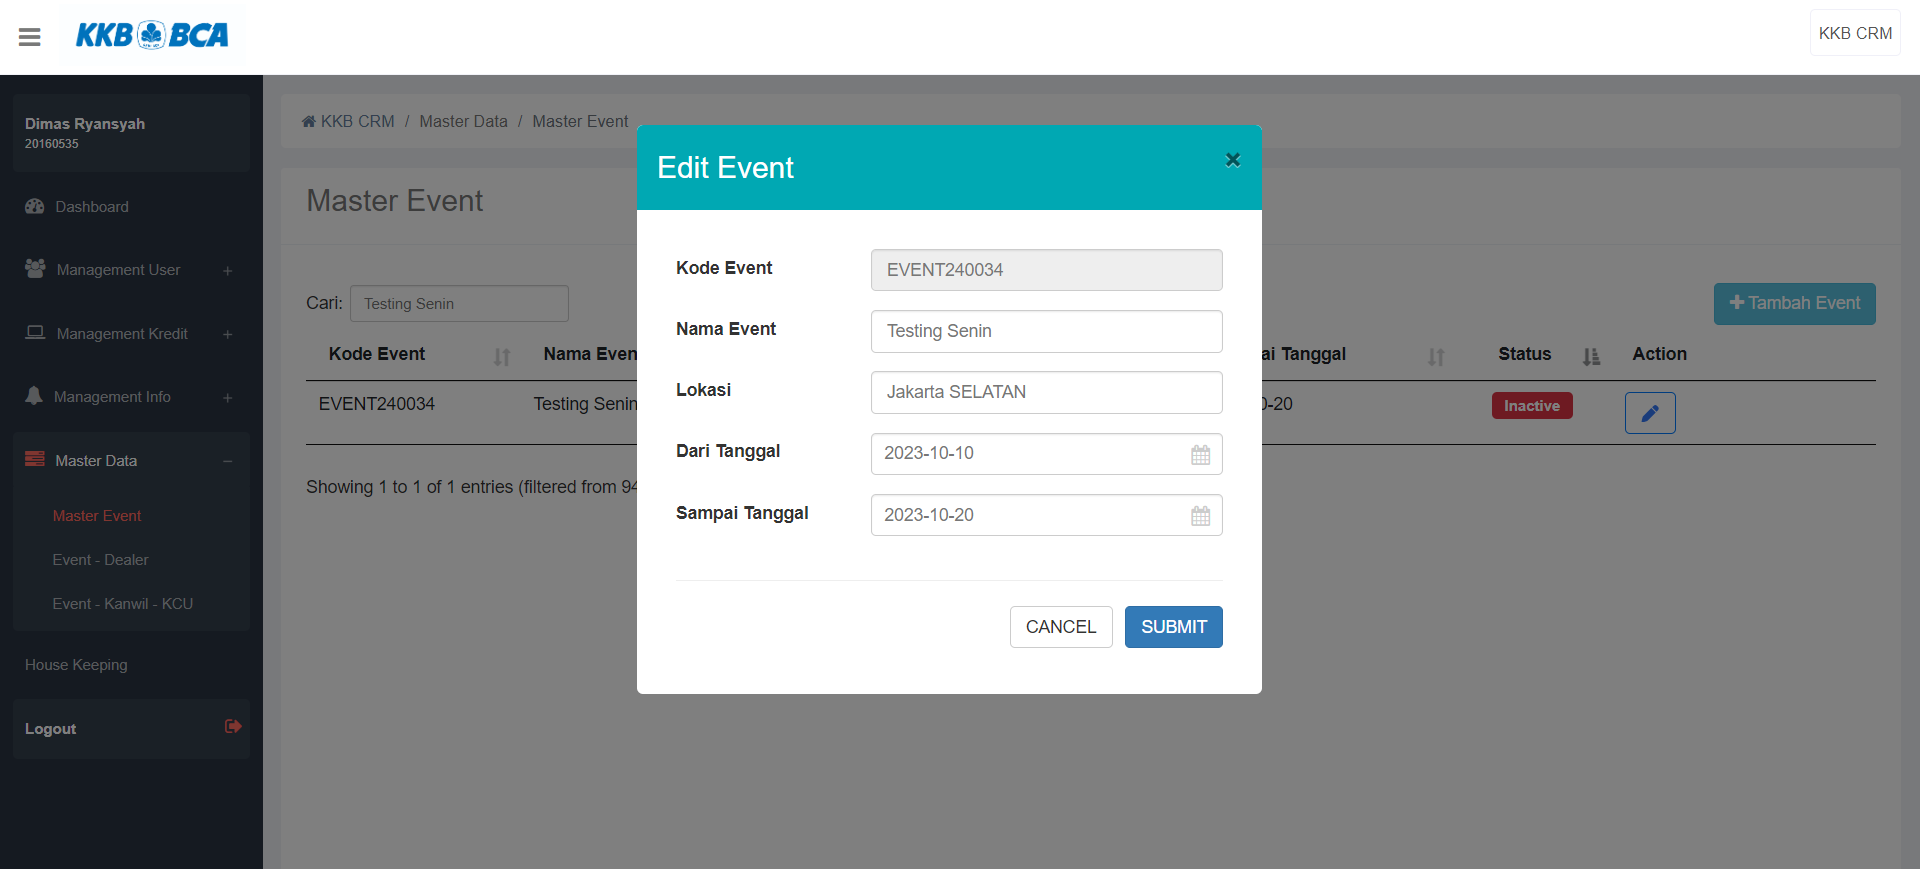 KKB BCA
KKB CRM
Dimas Ryansyah
20160535
Dashboard
Management User +
Management Kredit +
Management Info +
Master Data −
Master Event
Event - Dealer
Event - Kanwil - KCU
House Keeping
Logout
KKB CRM / Master Data / Master Event
Master Event
Cari: Testing Senin
+ Tambah Event
Kode Event Nama Even ai Tanggal Status Action
EVENT240034 Testing Senin 0-20 Inactive
Showing 1 to 1 of 1 entries (filtered from 94
Edit Event ×
Kode Event EVENT240034
Nama Event Testing Senin
Lokasi Jakarta SELATAN
Dari Tanggal 2023-10-10
Sampai Tanggal 2023-10-20
CANCEL SUBMIT